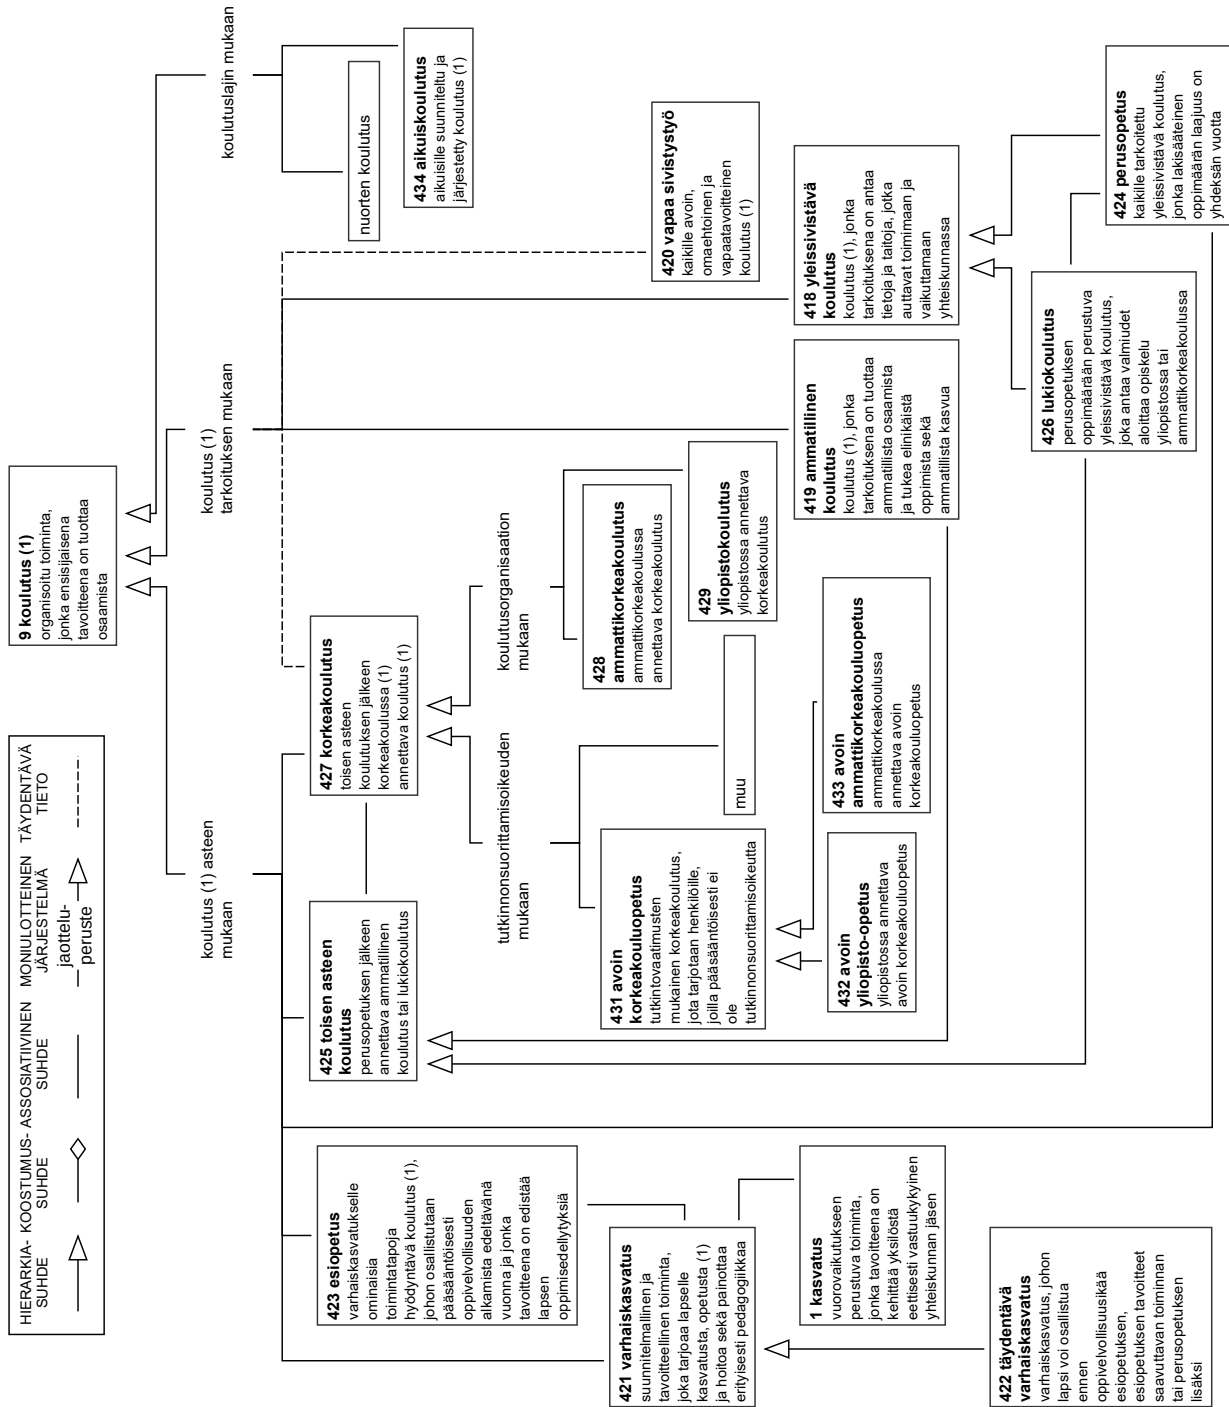 HIERARKIA- KOOSTUMUS- ASSOSIATIIVINEN MONIULOTTEINEN TÄYDENTÄVÄ
SUHDE SUHDE SUHDE JÄRJESTELMÄ TIETO
jaottelu-
peruste
9 koulutus (1)
organisoitu toiminta,
jonka ensisijaisena
tavoitteena on tuottaa
osaamista
koulutus (1) asteen
mukaan
koulutus (1)
tarkoituksen mukaan
koulutuslajin mukaan
nuorten koulutus
434 aikuiskoulutus
aikuisille suunniteltu ja
järjestetty koulutus (1)
423 esiopetus
varhaiskasvatukselle
ominaisia
toimintatapoja
hyödyntävä koulutus (1),
johon osallistutaan
pääsääntöisesti
oppivelvollisuuden
alkamista edeltävänä
vuonna ja jonka
tavoitteena on edistää
lapsen
oppimisedellytyksiä
425 toisen asteen
koulutus
perusopetuksen jälkeen
annettava ammatillinen
koulutus tai lukokoulutus
427 korkeakoulutus
toisen asteen
koulutuksen jälkeen
korkeakoulussa (1)
annettava koulutus (1)
tutkinnonsuorittamisoikeuden
mukaan
koulutusorganisaation
mukaan
431 avoin
korkeakouluopetus
tutkintovaatimusten
mukainen korkeakoulutus,
jota tarjotaan henkilöille,
joilla pääsääntöisesti ei
ole
tutkinnonsuorittamisoikeutta
muu
428
ammattikorkeakoulutus
ammattikorkeakoulussa
annettava korkeakoulutus
429
yliopistokoulutus
yliopistossa annettava
korkeakoulutus
420 vapaa sivistystyö
kaikille avoin,
omaehtoinen ja
vapaatavoitteinen
koulutus (1)
421 varhaiskasvatus
suunnitelmallinen ja
tavoitteellinen toiminta,
joka tarjoaa lapselle
kasvatusta, opetusta (1)
ja hoitoa sekä painottaa
erityisesti pedagogiikkaa
1 kasvatus
vuorovaikutukseen
perustuva toiminta,
jonka tavoitteena on
kehittää yksilöstä
eettisesti vastuukykyinen
yhteiskunnan jäsen
432 avoin
yliopisto-opetus
yliopistossa annettava
avoin korkeakouluopetus
433 avoin
ammattikorkeakouluopetus
ammattikorkeakoulussa
annettava avoin
korkeakouluopetus
419 ammatillinen
koulutus
koulutus (1), jonka
tarkoituksena on tuottaa
ammatillista osaamista
ja tukea elinikäistä
oppimista sekä
ammatillista kasvua
418 yleissivistävä
koulutus
koulutus (1), jonka
tarkoituksena on antaa
tietoja ja taitoja, jotka
auttavat toimimaan ja
vaikuttamaan
yhteiskunnassa
422 täydentävä
varhaiskasvatus
varhaiskasvatus, johon
lapsi voi osallistua
ennen
oppivelvollisuusikää
esiopetuksen,
esiopetuksen tavoitteet
saavuttavan toiminnan
tai perusopetuksen
lisäksi
426 lukiokoulutus
perusopetuksen
oppimäärään perustuva
yleissivistävä koulutus,
joka antaa valmiudet
aloittaa opiskelu
yliopistossa tai
ammattikorkeakoulussa
424 perusopetus
kaikille tarkoitettu
yleissivistävä koulutus,
jonka lakisääteinen
oppimäärän laajuus on
yhdeksän vuotta